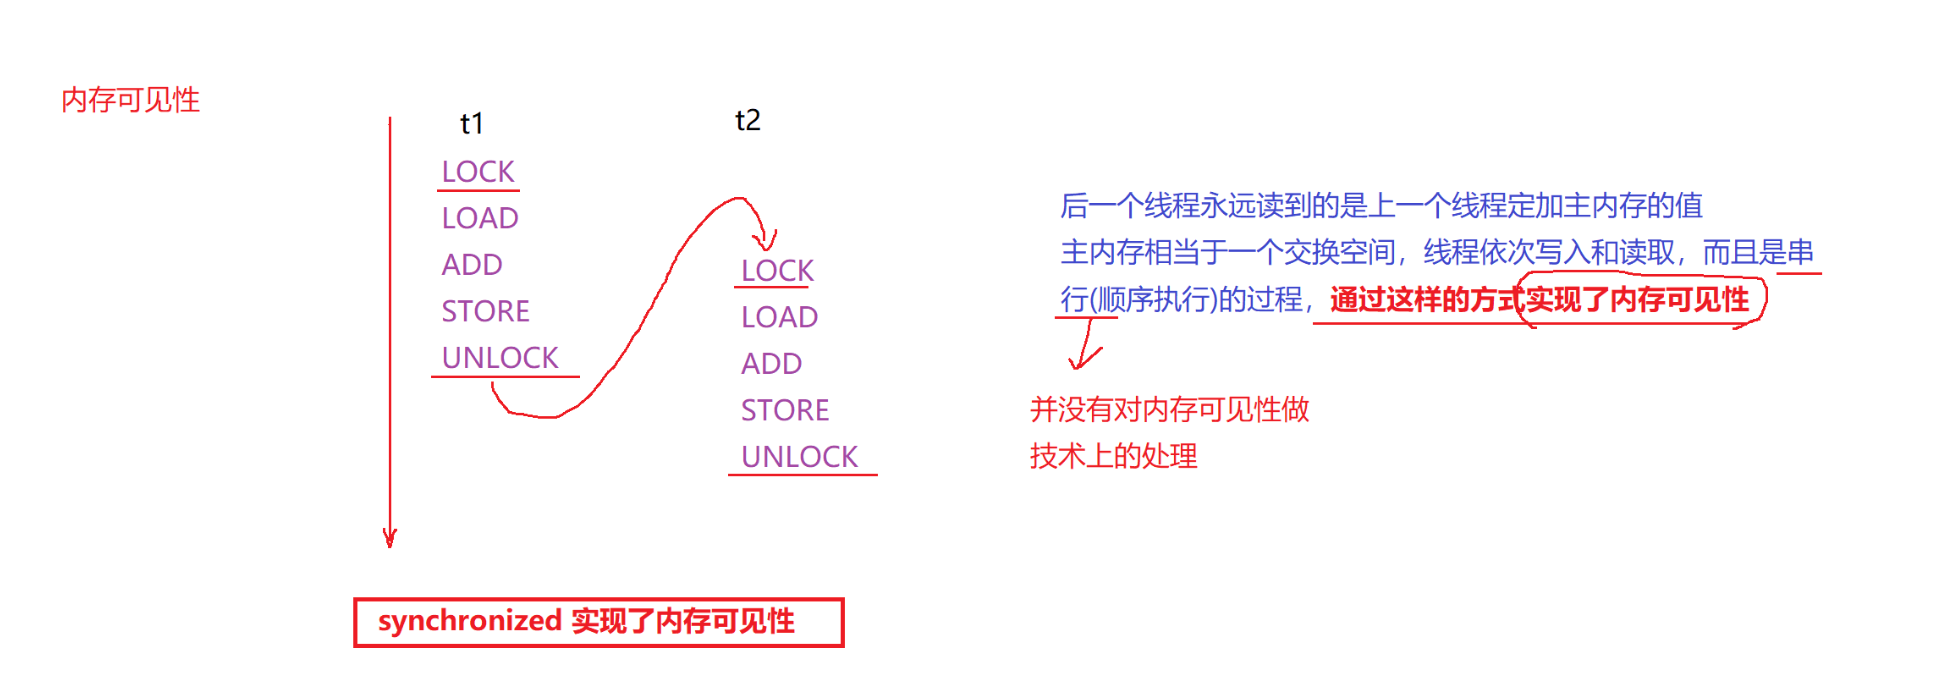 内存可见性
t1
LOCK
LOAD
ADD
STORE
UNLOCK
t2
LOCK
LOAD
ADD
STORE
UNLOCK
后一个线程永远读到的是上一个线程定加主内存的值
主内存相当于一个交换空间，线程依次写入和读取，而且是串
行(顺序执行)的过程，通过这样的方式实现了内存可见性
并没有对内存可见性做
技术上的处理
synchronized 实现了内存可见性